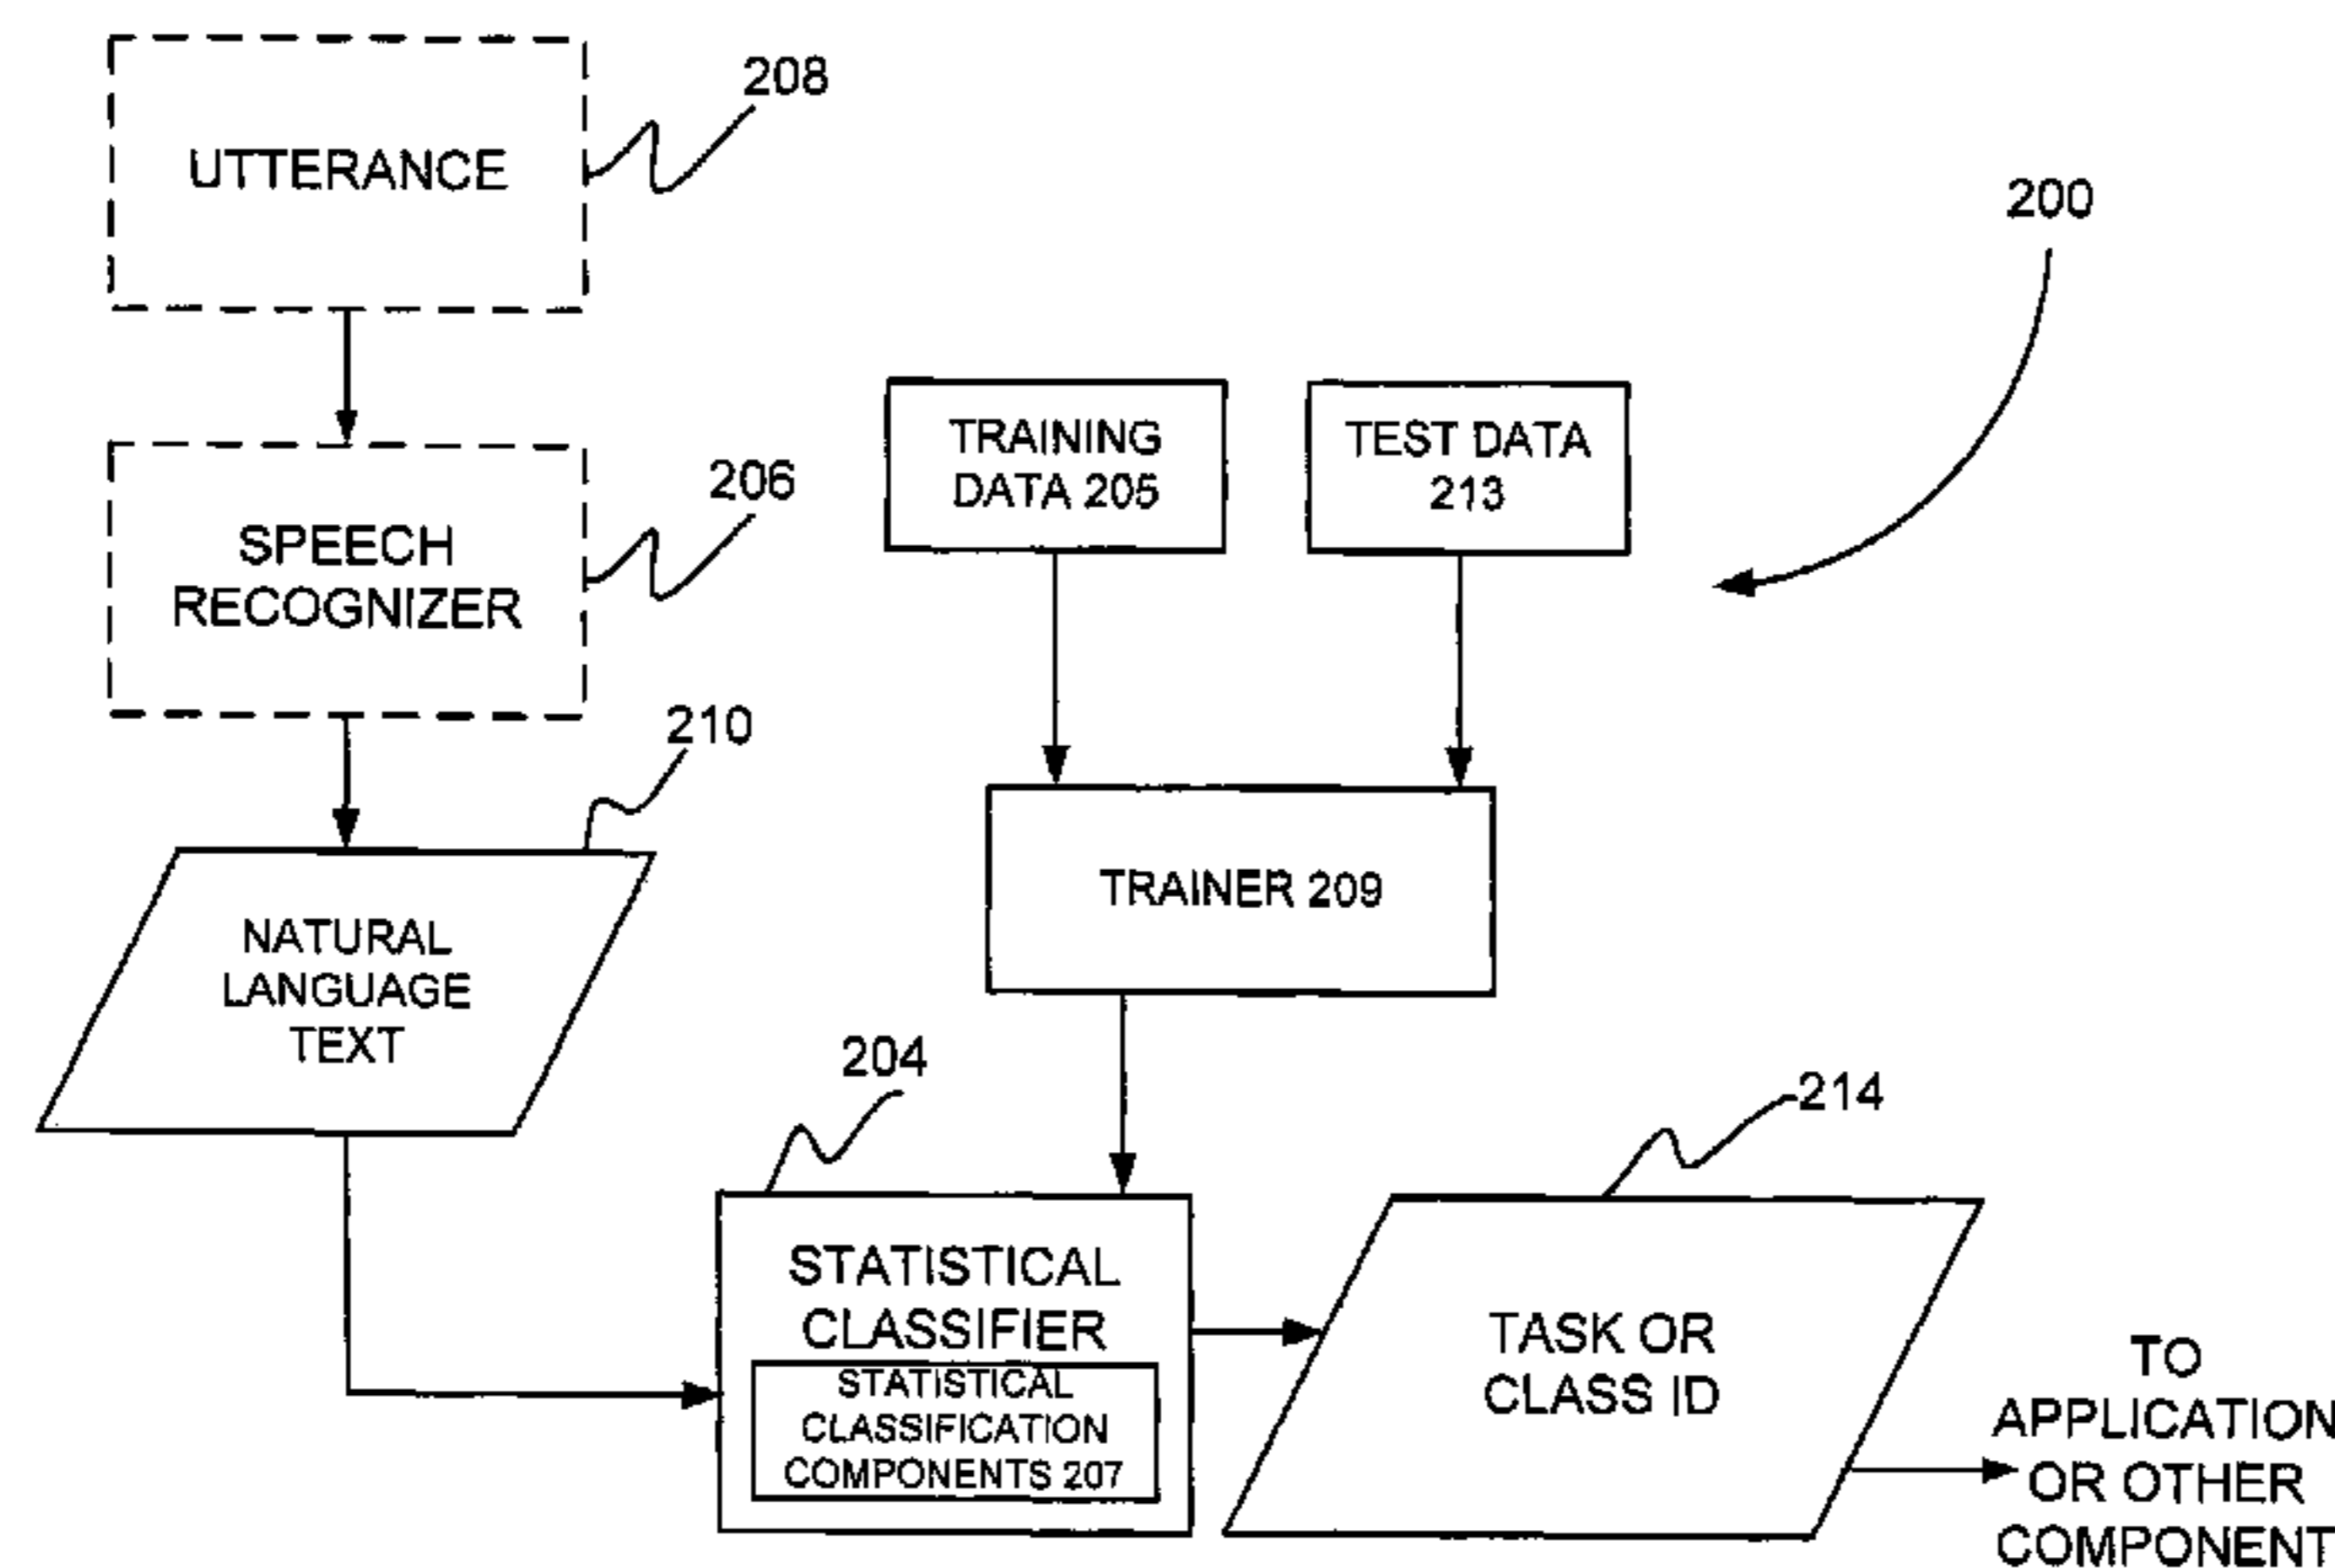 208
UTTERANCE
200
206
SPEECH
RECOGNIZER
TRAINING
DATA 205
TEST DATA
213
210
NATURAL
LANGUAGE
TEXT
TRAINER 209
204
214
STATISTICAL
CLASSIFIER
STATISTICAL
CLASSIFICATION
COMPONENTS 207
TASK OR
CLASS ID
TO
APPLICATION
OR OTHER
COMPONENT